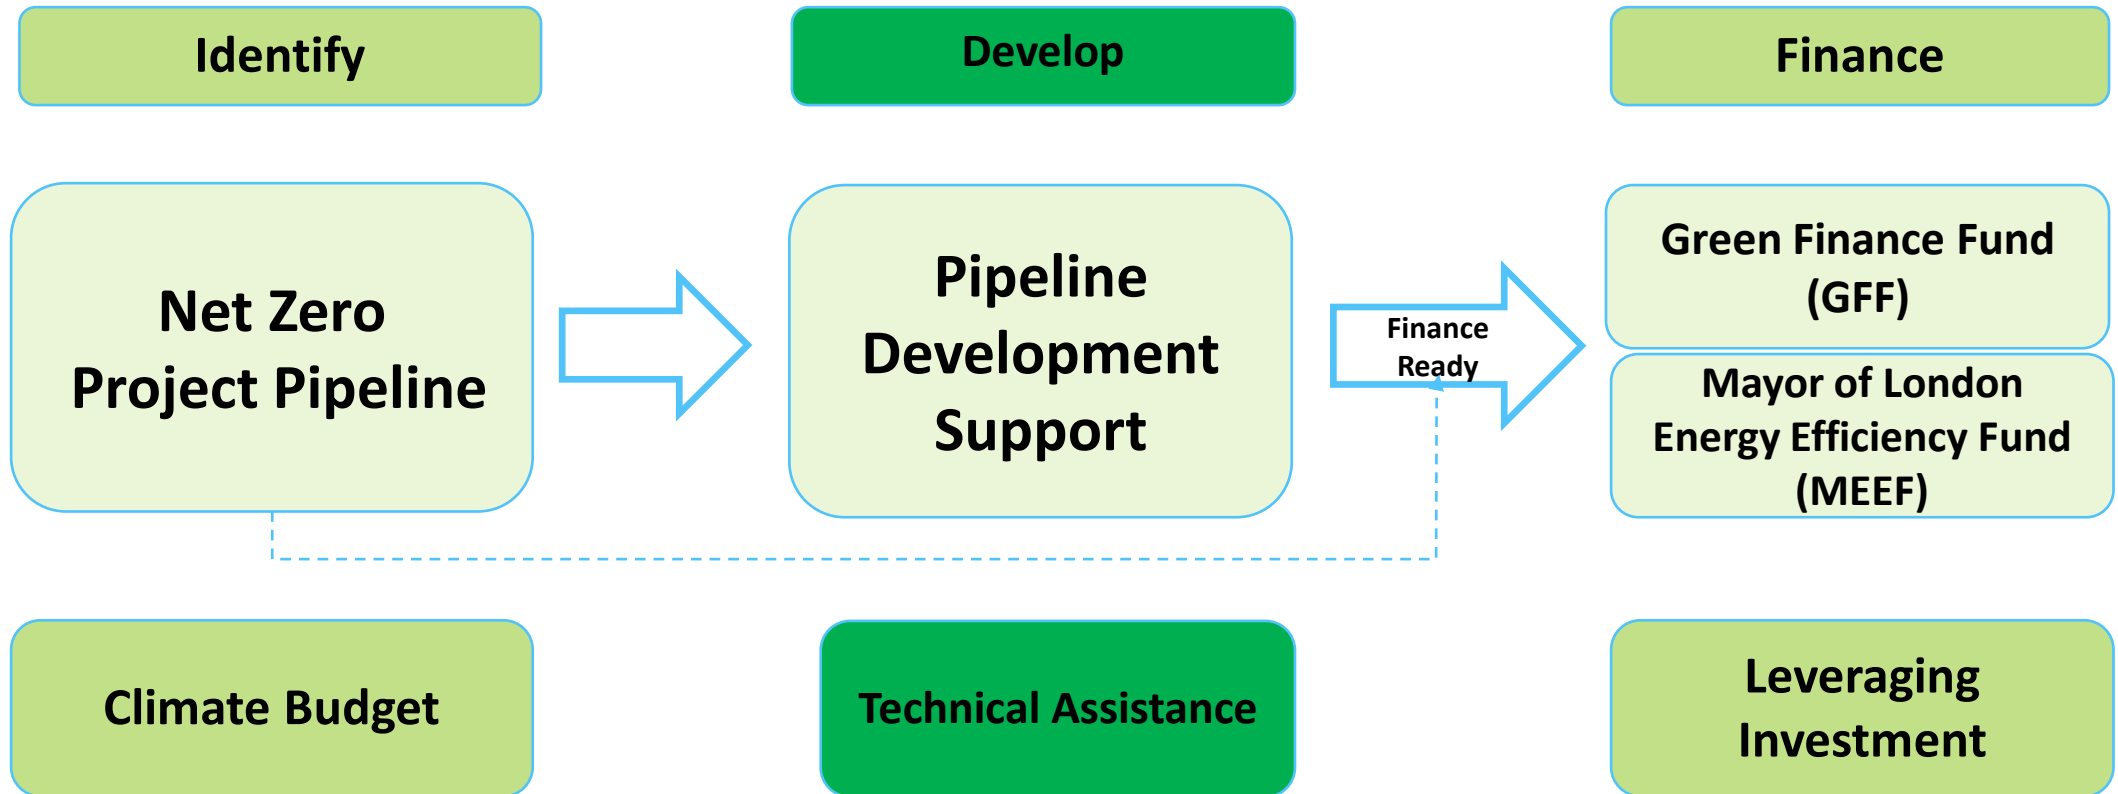 Identify
Develop
Finance
Net Zero
Project Pipeline
Pipeline
Development
Support
Finance
Ready
Green Finance Fund
(GFF)
Mayor of London
Energy Efficiency Fund
(MEEF)
Climate Budget
Technical Assistance
Leveraging
Investment